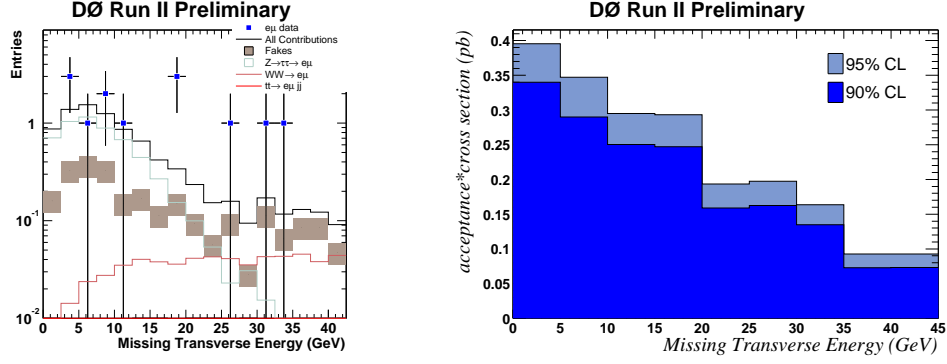 DØ Run II Preliminary
Entries
eμ data
All Contributions
Fakes
Z→ττ→ eμ
WW→ eμ
tt→ eμ jj
1
10⁻¹
10⁻²
0 5 10 15 20 25 30 35 40
Missing Transverse Energy (GeV)
DØ Run II Preliminary
acceptance*cross section (pb)
95% CL
90% CL
0.4
0.35
0.3
0.25
0.2
0.15
0.1
0.05
0
0 5 10 15 20 25 30 35 40 45
Missing Transverse Energy (GeV)